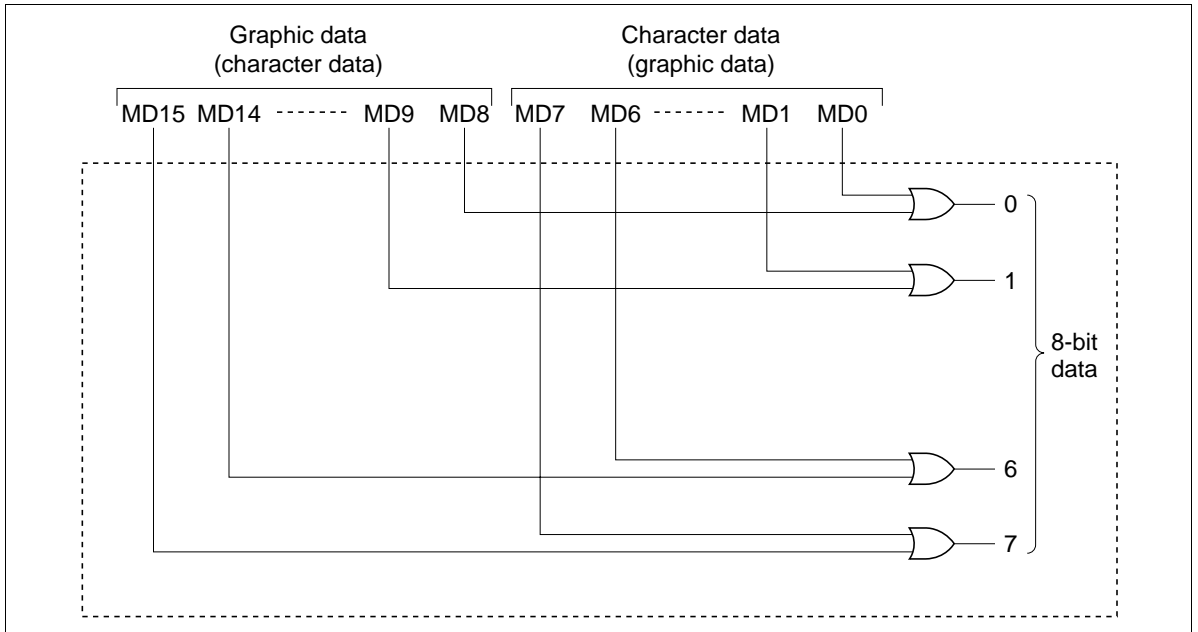 Graphic data
(character data)
Character data
(graphic data)
MD15 MD14 -------- MD9 MD8 MD7 MD6 -------- MD1 MD0
0
1
8-bit
data
6
7